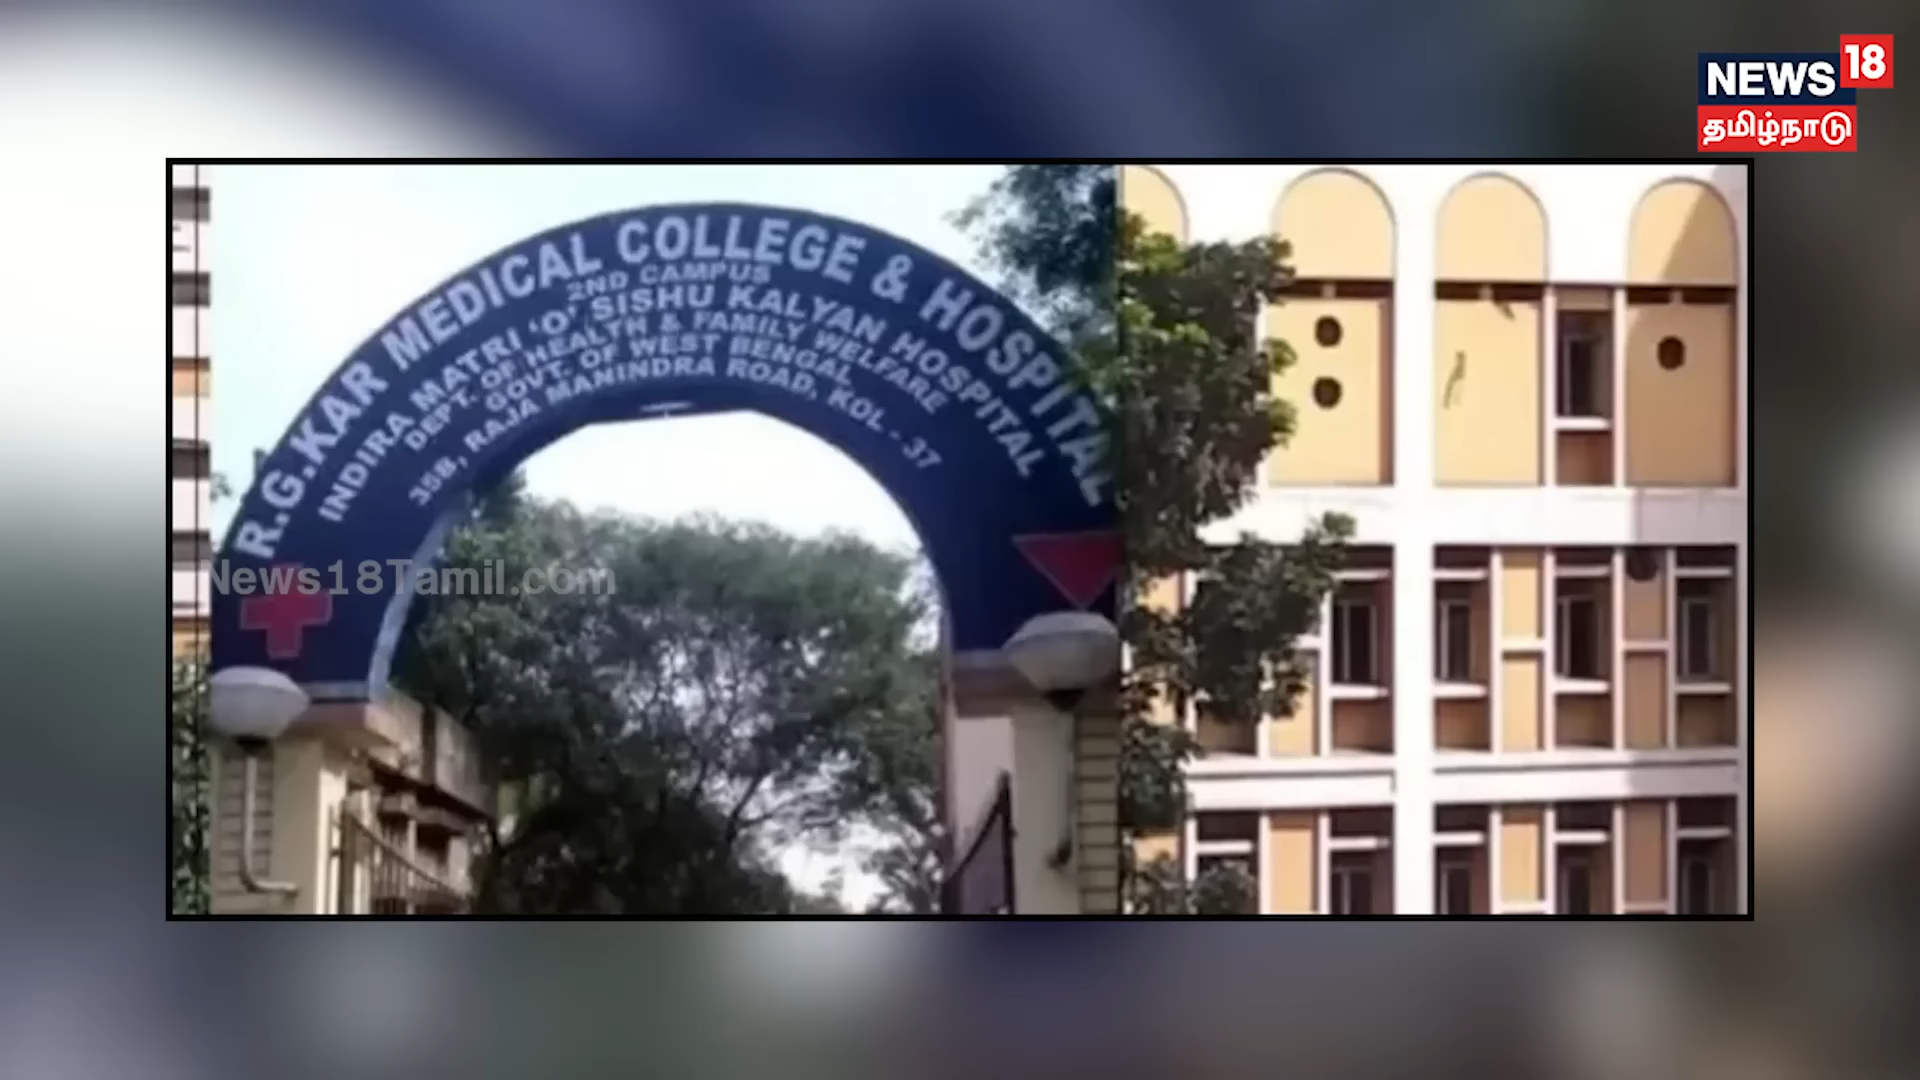 NEWS 18
தமிழ்நாடு
R.G.KAR MEDICAL COLLEGE & HOSPITAL
2ND CAMPUS
INDIRA MATRI 'O' SISHU KALYAN HOSPITAL
DEPT. OF HEALTH & FAMILY WELFARE
GOVT. OF WEST BENGAL
35B, RAJA MANINDRA ROAD, KOL - 37
News18Tamil.com